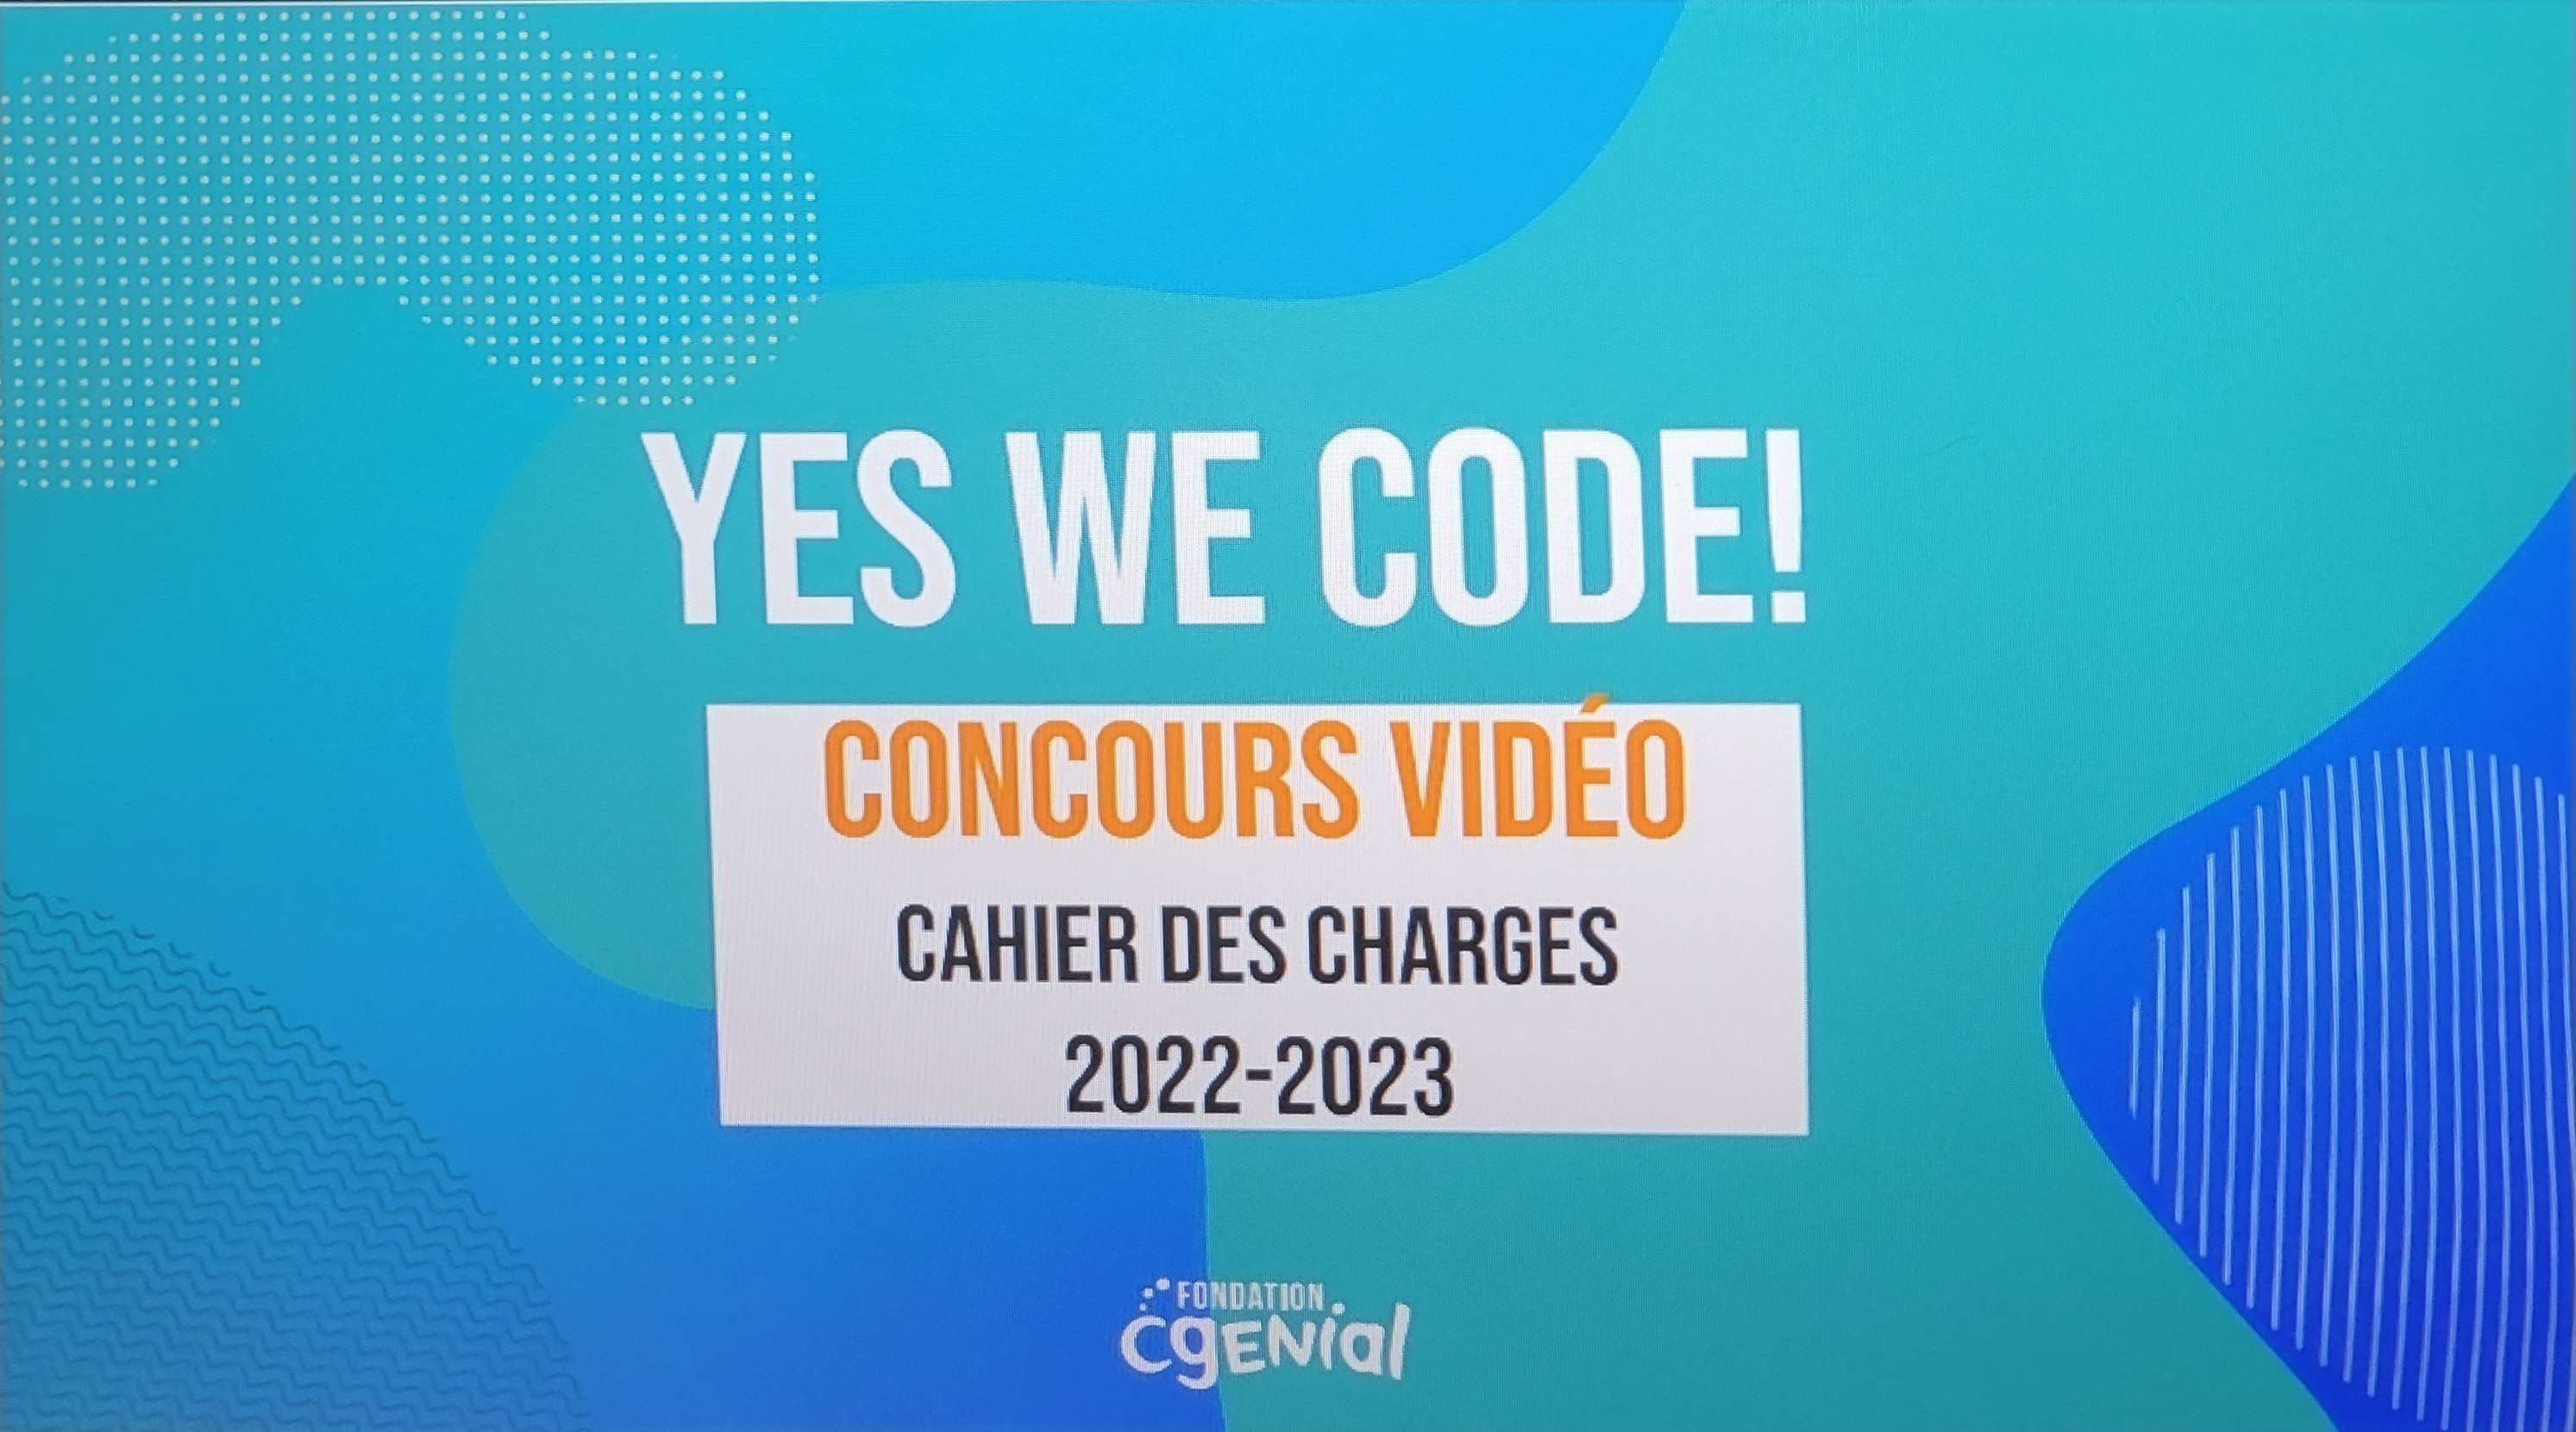 YES WE CODE!
CONCOURS VIDÉO
CAHIER DES CHARGES
2022-2023
FONDATION
CGENIAL